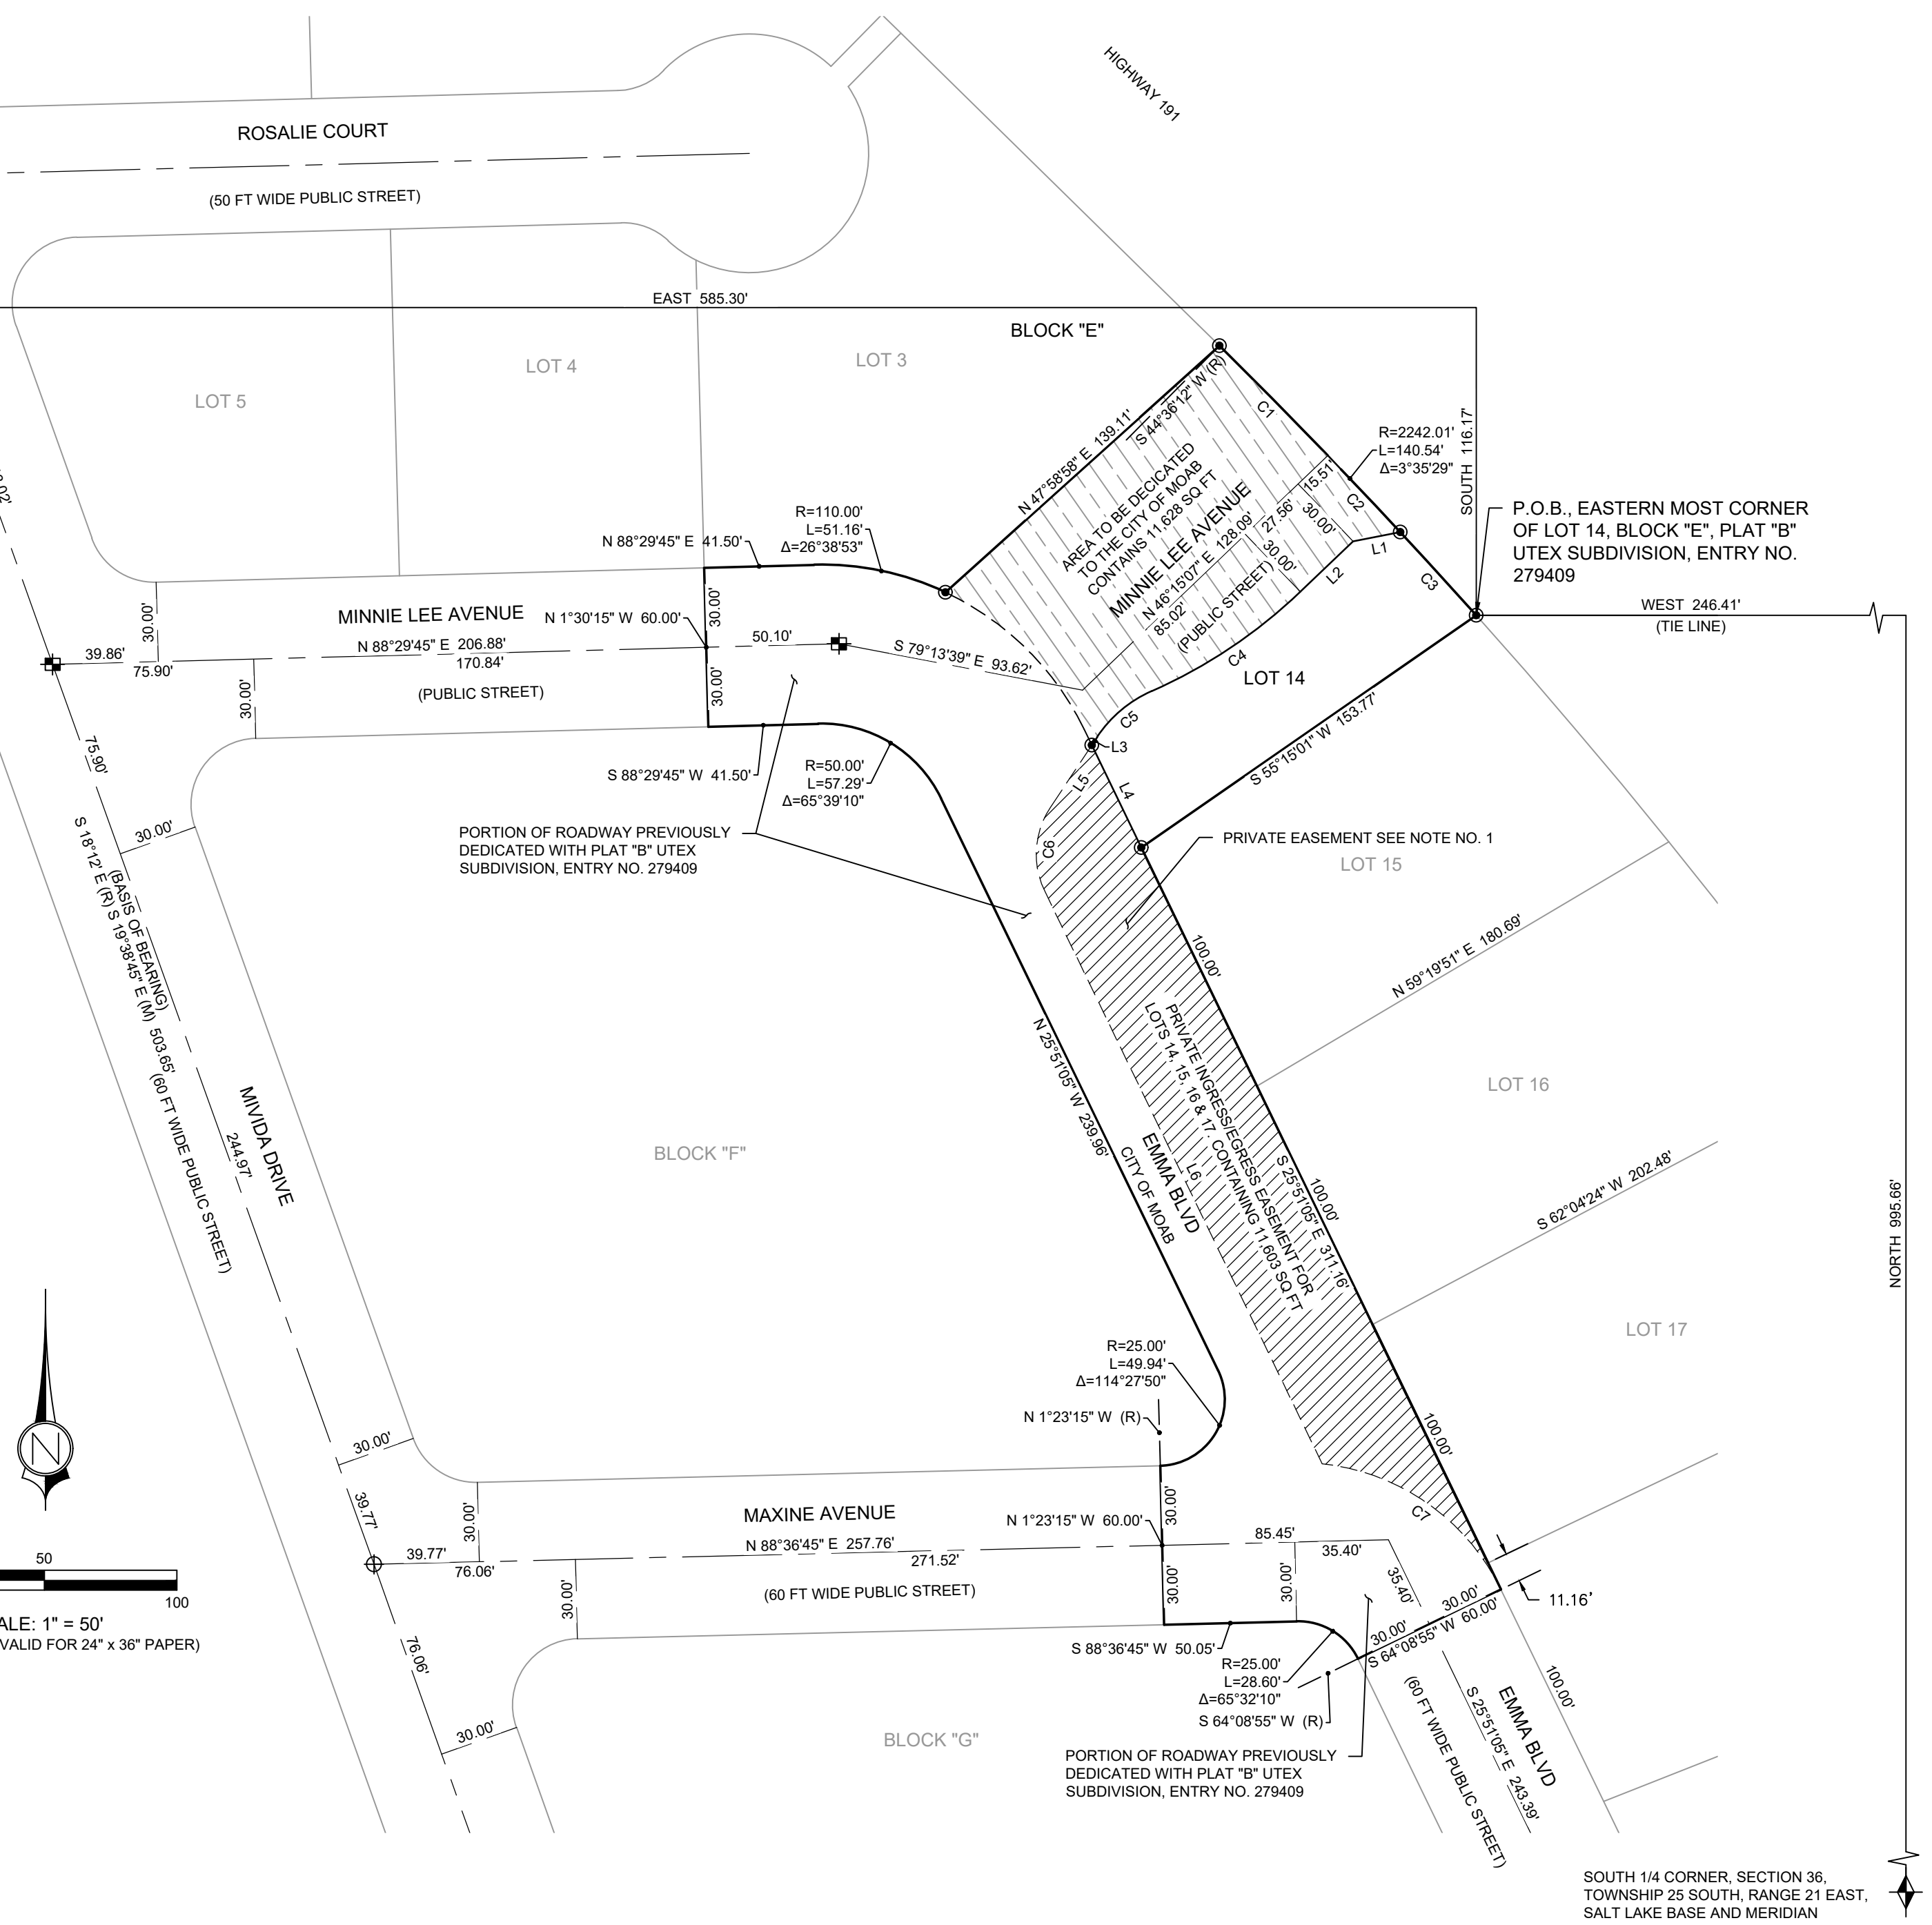 HIGHWAY 191
ROSALIE COURT
(50 FT WIDE PUBLIC STREET)
EAST 585.30'
BLOCK "E"
LOT 3
LOT 4
LOT 5
SOUTH 116.17'
N 47°58'58" E 139.11'
S 44°36'12" W (R)
C1
R=2242.01'
L=140.54'
Δ=3°35'29"
C2
C3
AREA TO BE DECICATED
TO THE CITY OF MOAB
CONTAINS 11,628 SQ FT
MINNIE LEE AVENUE
N 46°15'07" E 128.09'
85.02'
27.56'
15.51'
30.00'
30.00'
(PUBLIC STREET)
L1
L2
C4
C5
L3
P.O.B., EASTERN MOST CORNER
OF LOT 14, BLOCK "E", PLAT "B"
UTEX SUBDIVISION, ENTRY NO.
279409
WEST 246.41'
(TIE LINE)
R=110.00'
L=51.16'
Δ=26°38'53"
N 88°29'45" E 41.50'
MINNIE LEE AVENUE
N 1°30'15" W 60.00'
30.00'
30.00'
30.00'
30.00'
50.10'
S 79°13'39" E 93.62'
39.86'
75.90'
N 88°29'45" E 206.88'
170.84'
(PUBLIC STREET)
LOT 14
S 55°15'01" W 153.77'
S 88°29'45" W 41.50'
R=50.00'
L=57.29'
Δ=65°39'10"
L4
L5
C6
PORTION OF ROADWAY PREVIOUSLY
DEDICATED WITH PLAT "B" UTEX
SUBDIVISION, ENTRY NO. 279409
PRIVATE EASEMENT SEE NOTE NO. 1
LOT 15
75.90'
30.00'
(BASIS OF BEARING)
S 18°12' E (R) S 19°38'45" E (M) 503.65'
(60 FT WIDE PUBLIC STREET)
MIVIDA DRIVE
244.97'
100.00'
N 59°19'51" E 180.69'
LOT 16
N 25°51'05" W 239.96'
EMMA BLVD
CITY OF MOAB
L6
PRIVATE INGRESS/EGRESS EASEMENT FOR
LOTS 14, 15, 16 & 17. CONTAINING 11,603 SQ FT
S 25°51'05" E 311.16'
100.00'
S 62°04'24" W 202.48'
NORTH 995.66'
LOT 17
BLOCK "F"
R=25.00'
L=49.94'
Δ=114°27'50"
N 1°23'15" W (R)
100.00'
C7
30.00'
39.77'
30.00'
MAXINE AVENUE
N 1°23'15" W 60.00'
30.00'
39.77'
76.06'
N 88°36'45" E 257.76'
271.52'
85.45'
35.40'
35.40'
(60 FT WIDE PUBLIC STREET)
30.00'
30.00'
30.00'
30.00'
30.00'
S 64°08'55" W 60.00'
11.16'
50
100
ALE: 1" = 50'
VALID FOR 24" x 36" PAPER)
76.06'
S 88°36'45" W 50.05'
R=25.00'
L=28.60'
Δ=65°32'10"
S 64°08'55" W (R)
30.00'
BLOCK "G"
PORTION OF ROADWAY PREVIOUSLY
DEDICATED WITH PLAT "B" UTEX
SUBDIVISION, ENTRY NO. 279409
(60 FT WIDE PUBLIC STREET)
S 25°51'05" E 243.39'
EMMA BLVD
100.00'
N
SOUTH 1/4 CORNER, SECTION 36,
TOWNSHIP 25 SOUTH, RANGE 21 EAST,
SALT LAKE BASE AND MERIDIAN